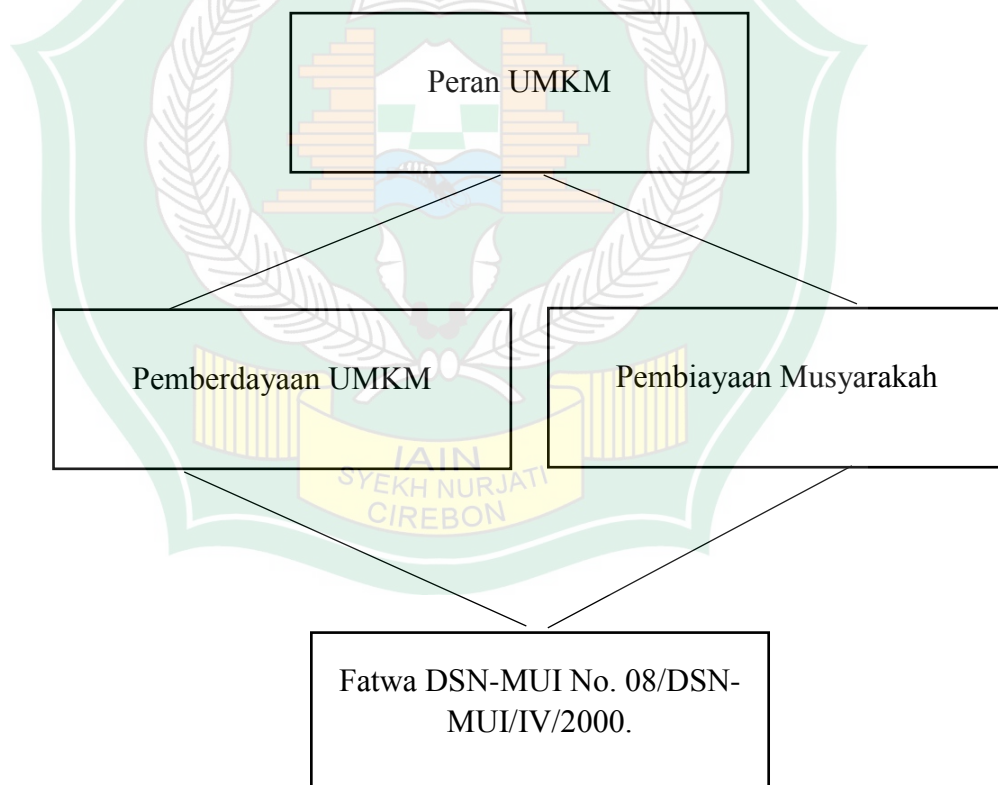 Peran UMKM
Pemberdayaan UMKM
Pembiayaan Musyarakah
IAIN
SYEKH NURJATI
CIREBON
Fatwa DSN-MUI No. 08/DSN-
MUI/IV/2000.